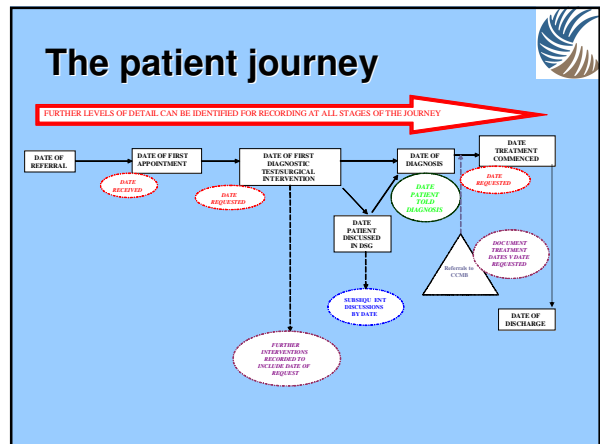 The patient journey
FURTHER LEVELS OF DETAIL CAN BE IDENTIFIED FOR RECORDING AT ALL STAGES OF THE JOURNEY
DATE OF
REFERRAL
DATE OF FIRST
APPOINTMENT
DATE
RECEIVED
DATE OF FIRST
DIAGNOSTIC
TEST/SURGICAL
INTERVENTION
DATE
REQUESTED
DATE OF
DIAGNOSIS
DATE
PATIENT
TOLD
DIAGNOSIS
DATE
TREATMENT
COMMENCED
DATE
REQUESTED
DATE
PATIENT
DISCUSSED
IN DSG
SUBSHQU ENT
DISCUSSIONS
BY DATE
Referrals to
CCMB
DOCUMENT
TREATMENT
DATES V DATE
REQUESTED
DATE OF
DISCHARGE
FURTHER
INTERVENTIONS
RECORDED TO
INCLUDE DATE OF
REQUEST